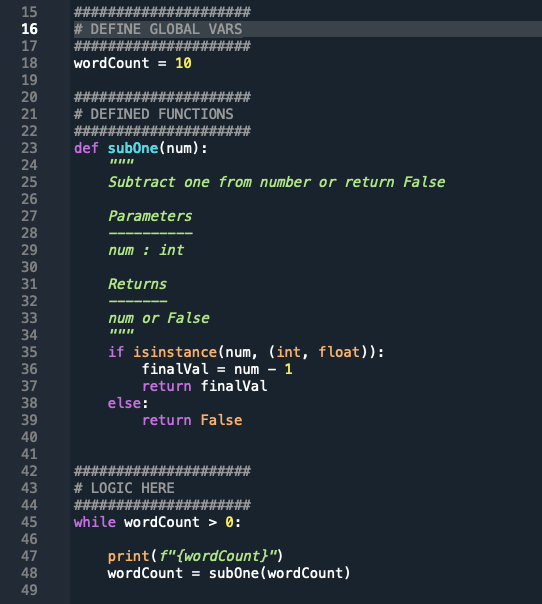 15 #####################
16 # DEFINE GLOBAL VARS
17 #####################
18 wordCount = 10
19
20 #####################
21 # DEFINED FUNCTIONS
22 #####################
23 def subOne(num):
24     """
25     Subtract one from number or return False
26
27     Parameters
28     ----------
29     num : int
30
31     Returns
32     -------
33     num or False
34     """
35     if isinstance(num, (int, float)):
36         finalVal = num - 1
37         return finalVal
38     else:
39         return False
40
41
42 #####################
43 # LOGIC HERE
44 #####################
45 while wordCount > 0:
46
47     print(f"{wordCount}")
48     wordCount = subOne(wordCount)
49